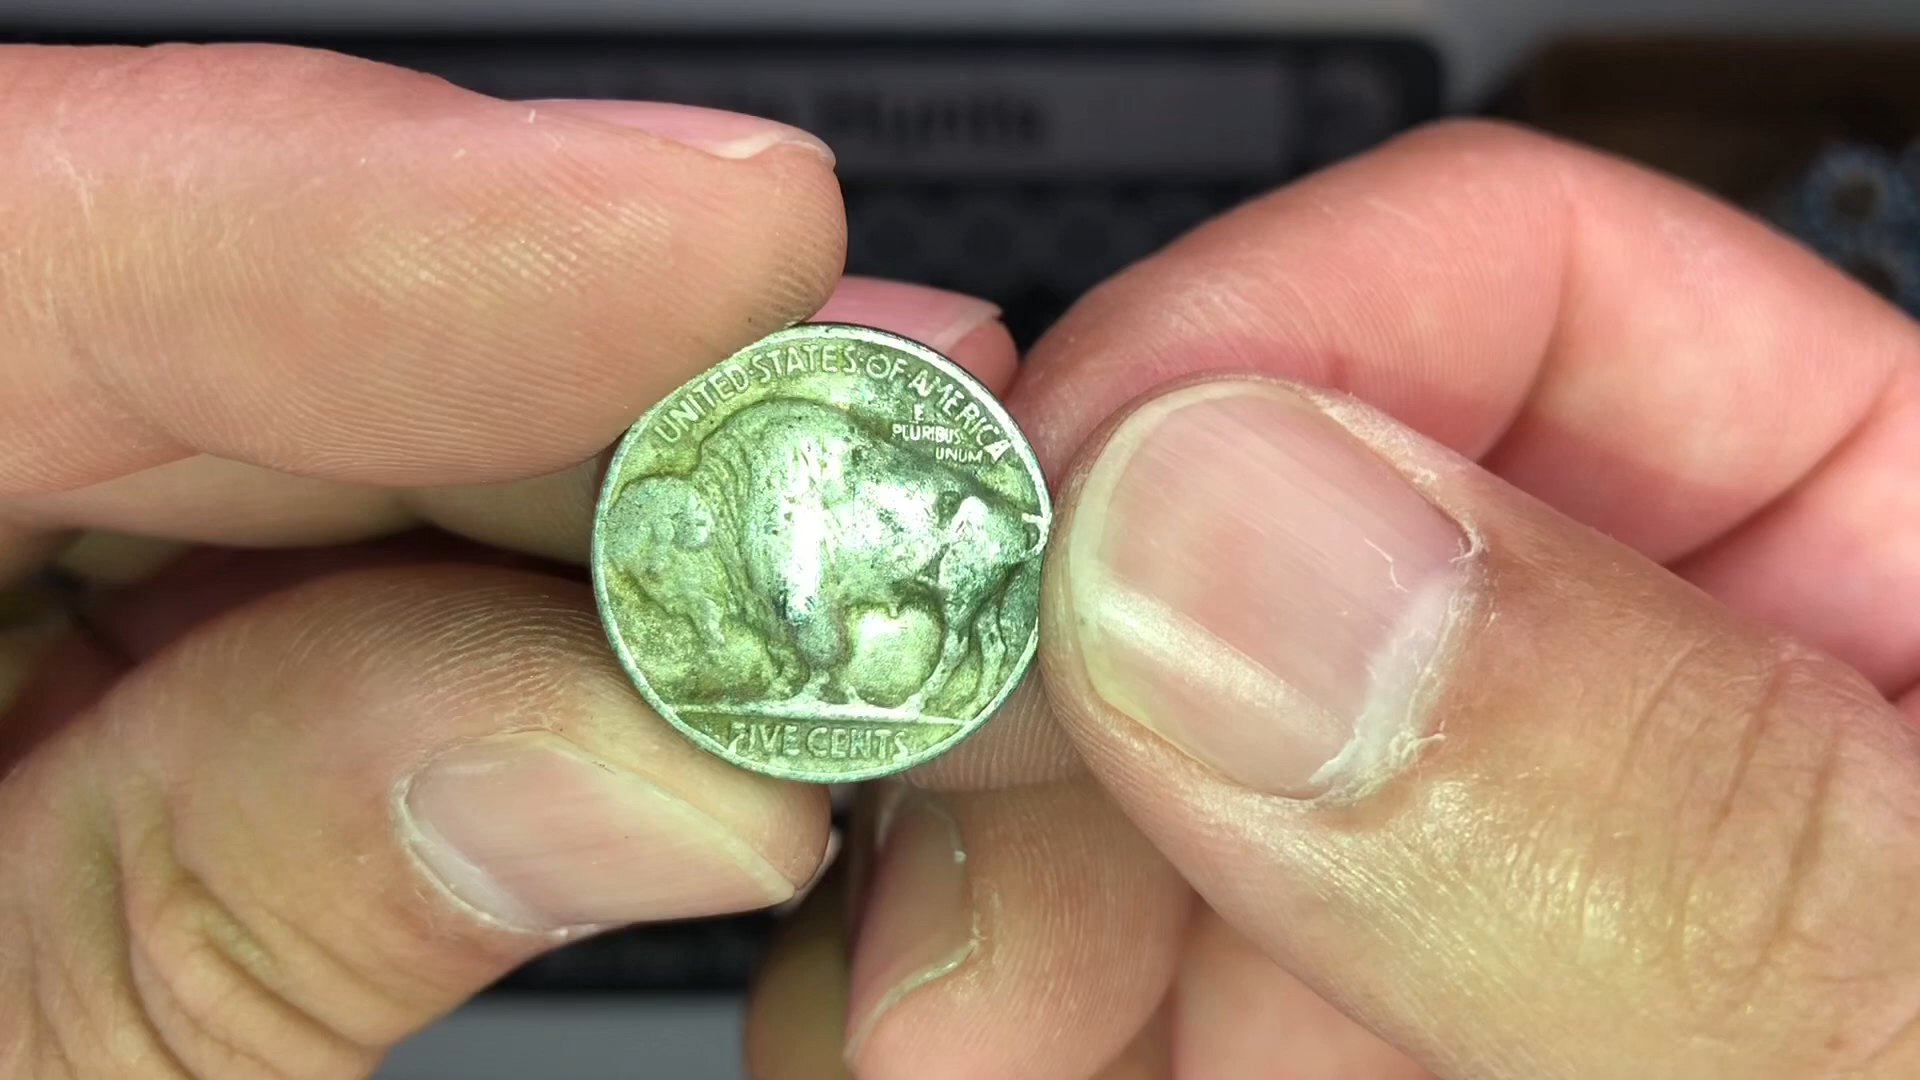 UNITED·STATES·OF·AMERICA
E
PLURIBUS
UNUM
FIVE CENTS